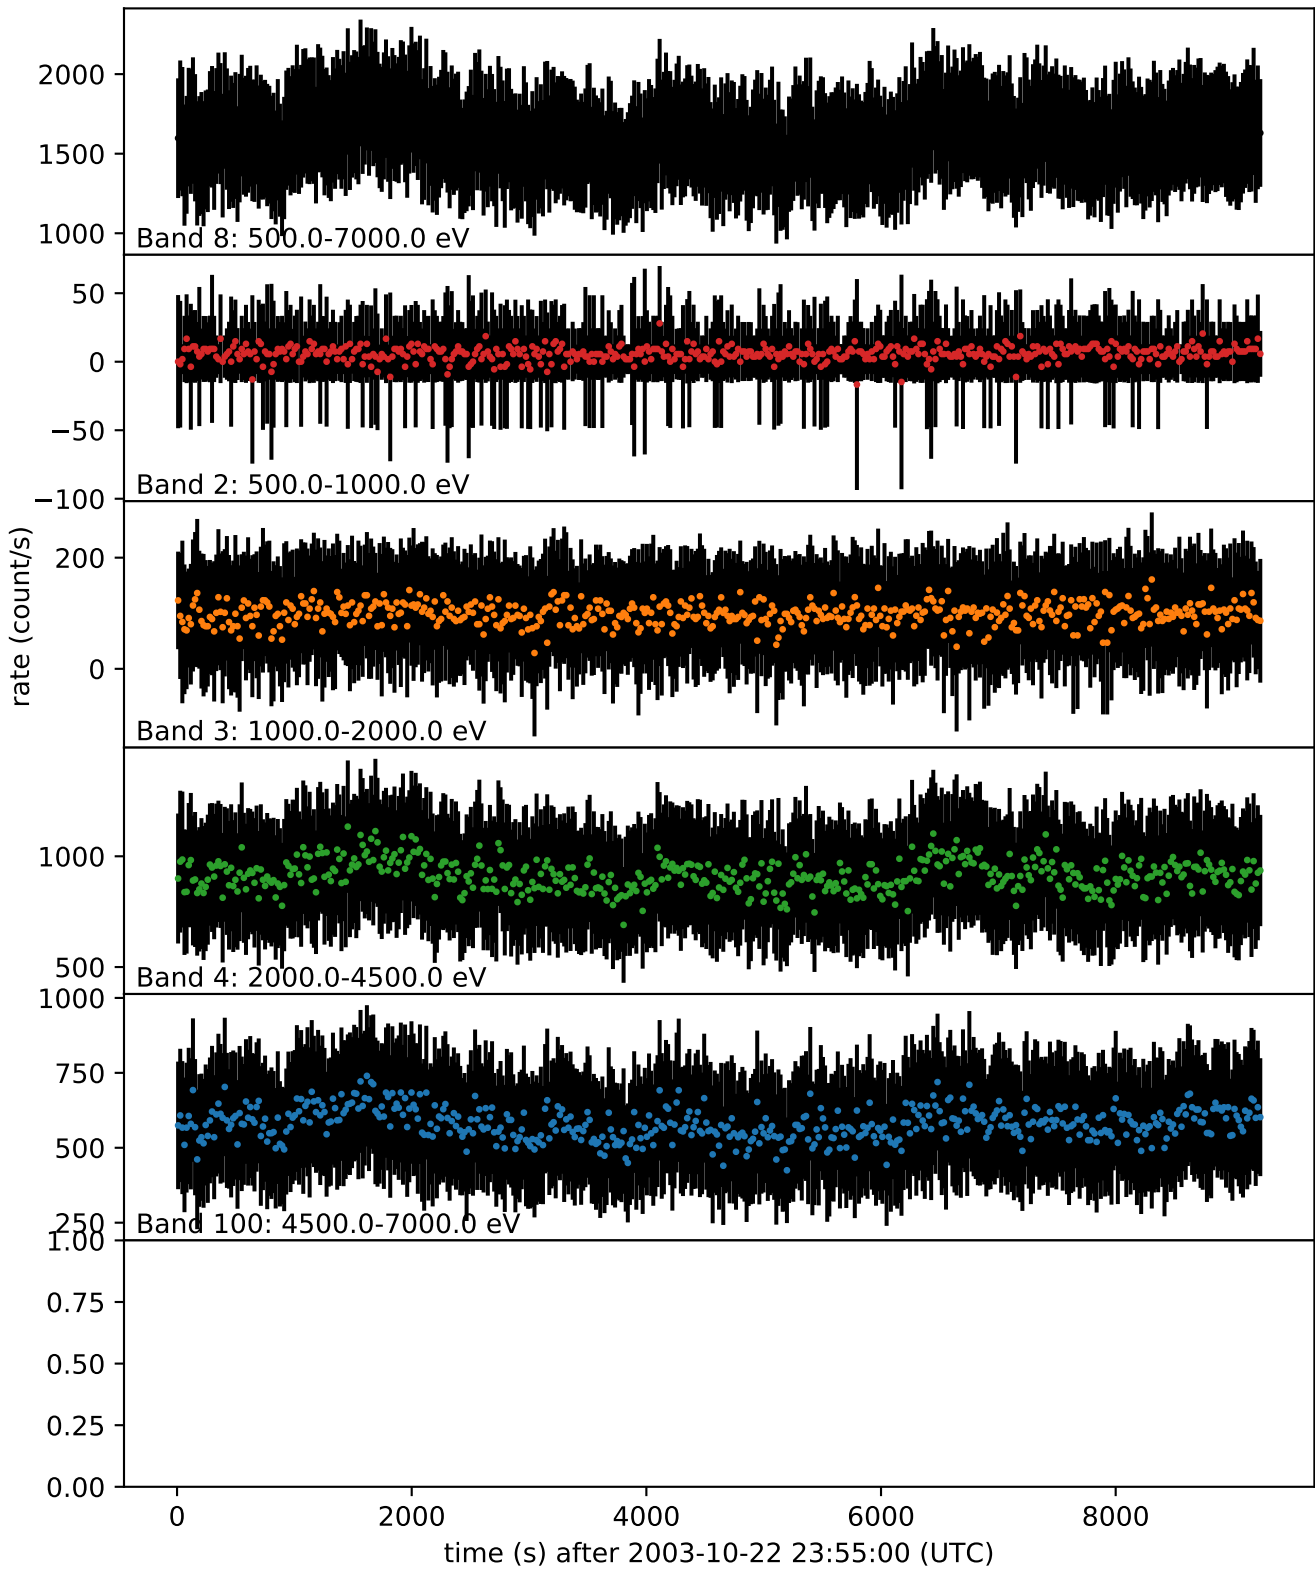 2000
1500
1000
Band 8: 500.0-7000.0 eV
50
0
−50
−100
Band 2: 500.0-1000.0 eV
200
0
Band 3: 1000.0-2000.0 eV
rate (count/s)
1000
500
Band 4: 2000.0-4500.0 eV
1000
750
500
250
Band 100: 4500.0-7000.0 eV
1.00
0.75
0.50
0.25
0.00
0 2000 4000 6000 8000
time (s) after 2003-10-22 23:55:00 (UTC)